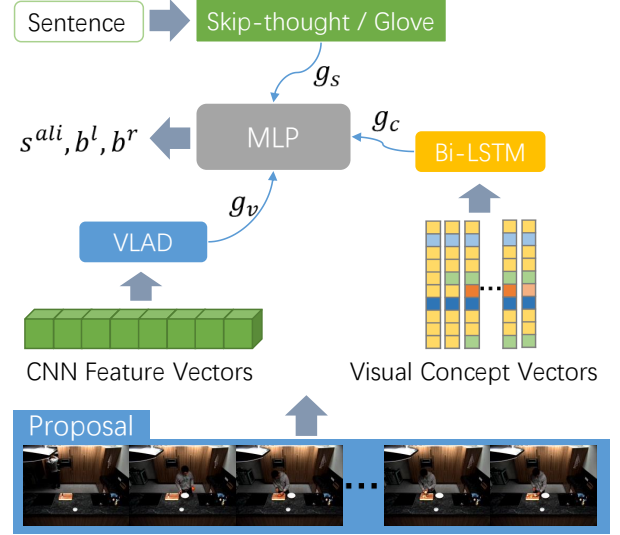 Sentence
Skip-thought / Glove
g_s
g_c
MLP
s^{ali}, b^l, b^r
Bi-LSTM
g_v
VLAD
...
CNN Feature Vectors
Visual Concept Vectors
Proposal
...